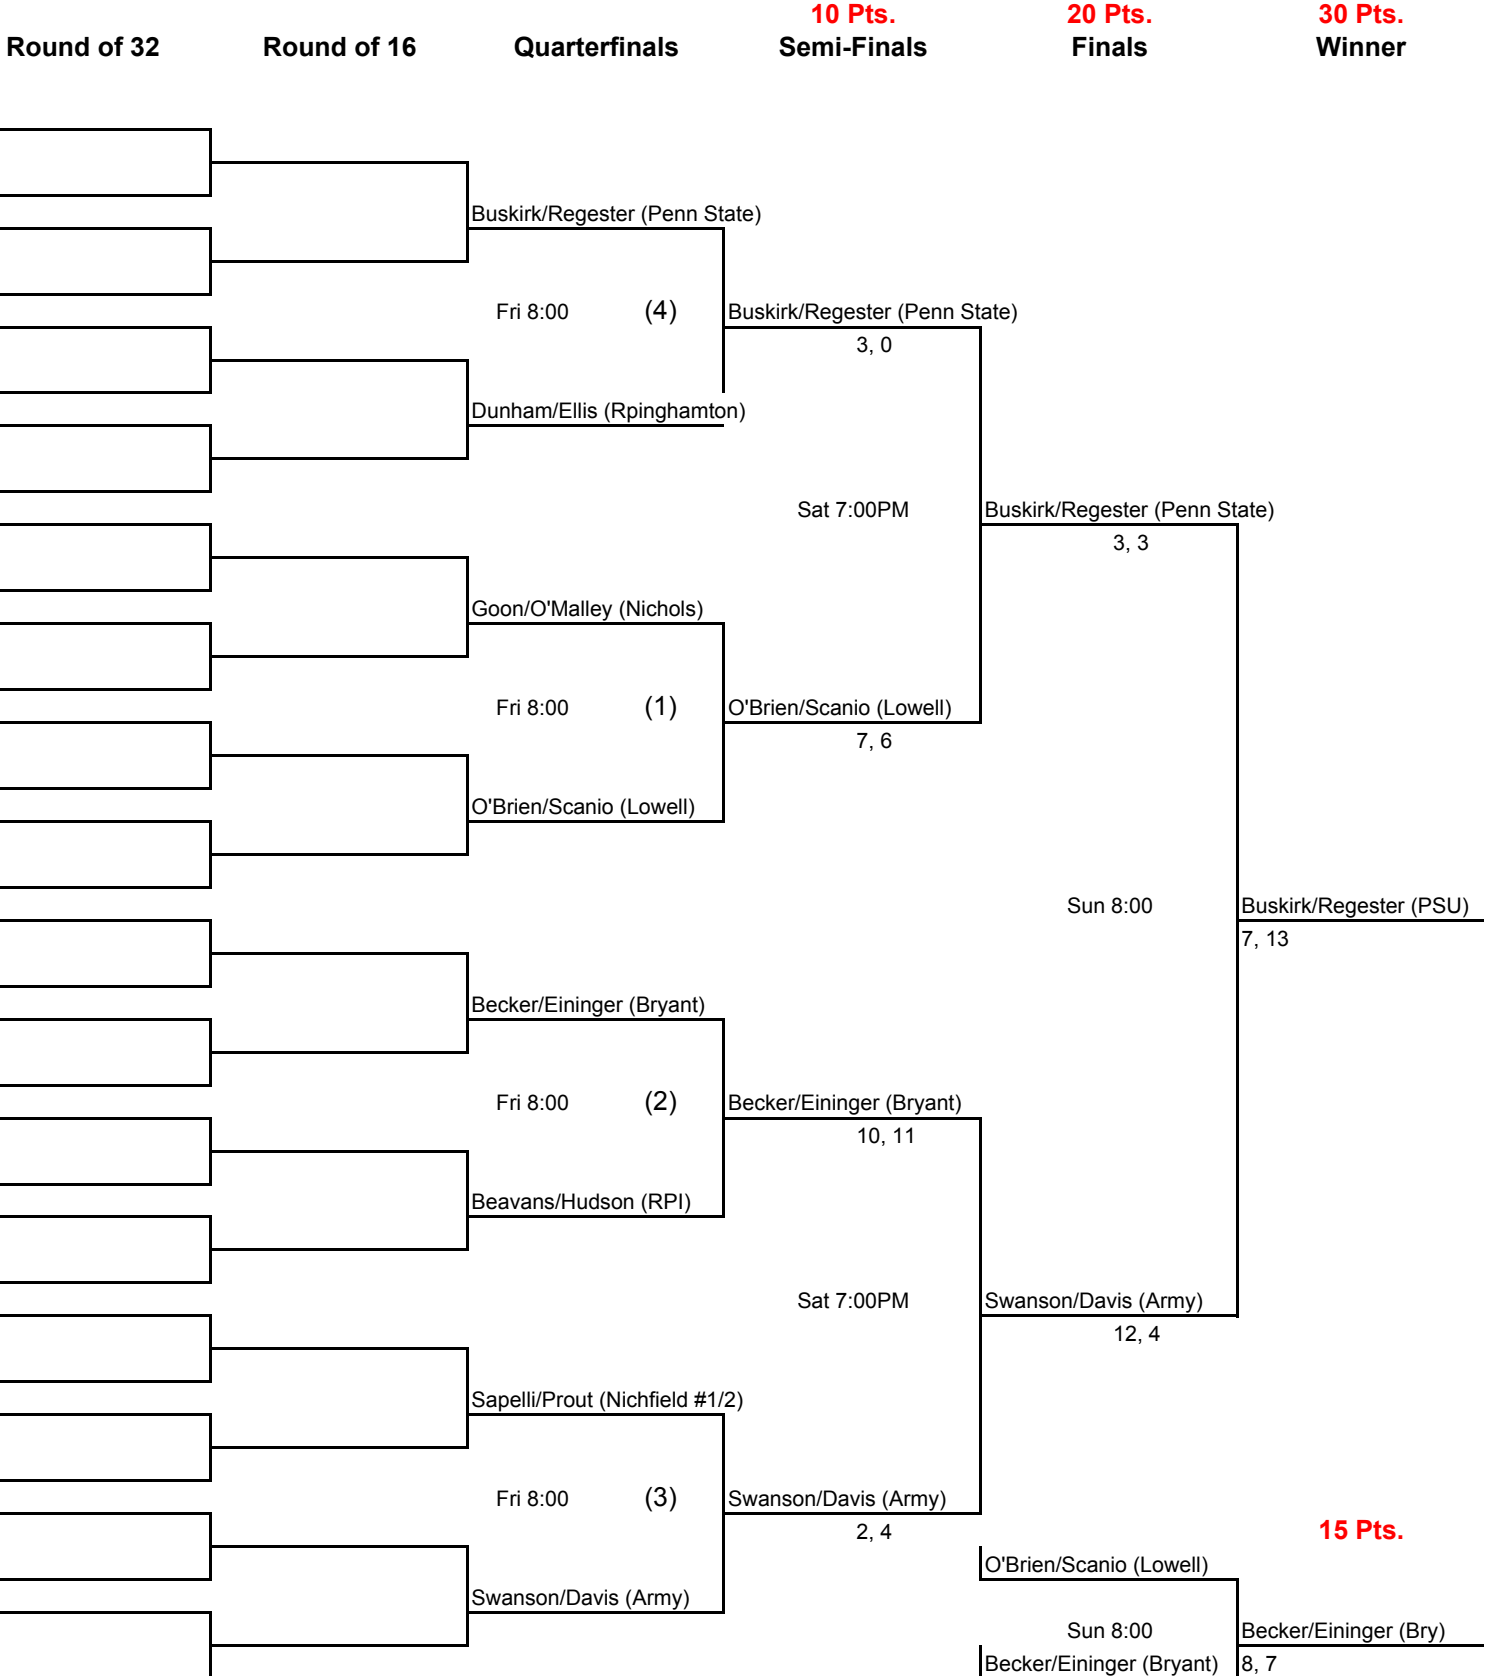 10 Pts. 20 Pts. 30 Pts.
Round of 32 Round of 16 Quarterfinals Semi-Finals Finals Winner
Buskirk/Regester (Penn State)
Fri 8:00 (4) Buskirk/Regester (Penn State)
3, 0
Dunham/Ellis (Rpinghamton)
Sat 7:00PM Buskirk/Regester (Penn State)
3, 3
Goon/O'Malley (Nichols)
Fri 8:00 (1) O'Brien/Scanio (Lowell)
7, 6
O'Brien/Scanio (Lowell)
Sun 8:00 Buskirk/Regester (PSU)
7, 13
Becker/Eininger (Bryant)
Fri 8:00 (2) Becker/Eininger (Bryant)
10, 11
Beavans/Hudson (RPI)
Sat 7:00PM Swanson/Davis (Army)
12, 4
Sapelli/Prout (Nichfield #1/2)
Fri 8:00 (3) Swanson/Davis (Army)
2, 4 15 Pts.
O'Brien/Scanio (Lowell)
Swanson/Davis (Army)
Sun 8:00 Becker/Eininger (Bry)
Becker/Eininger (Bryant) 8, 7